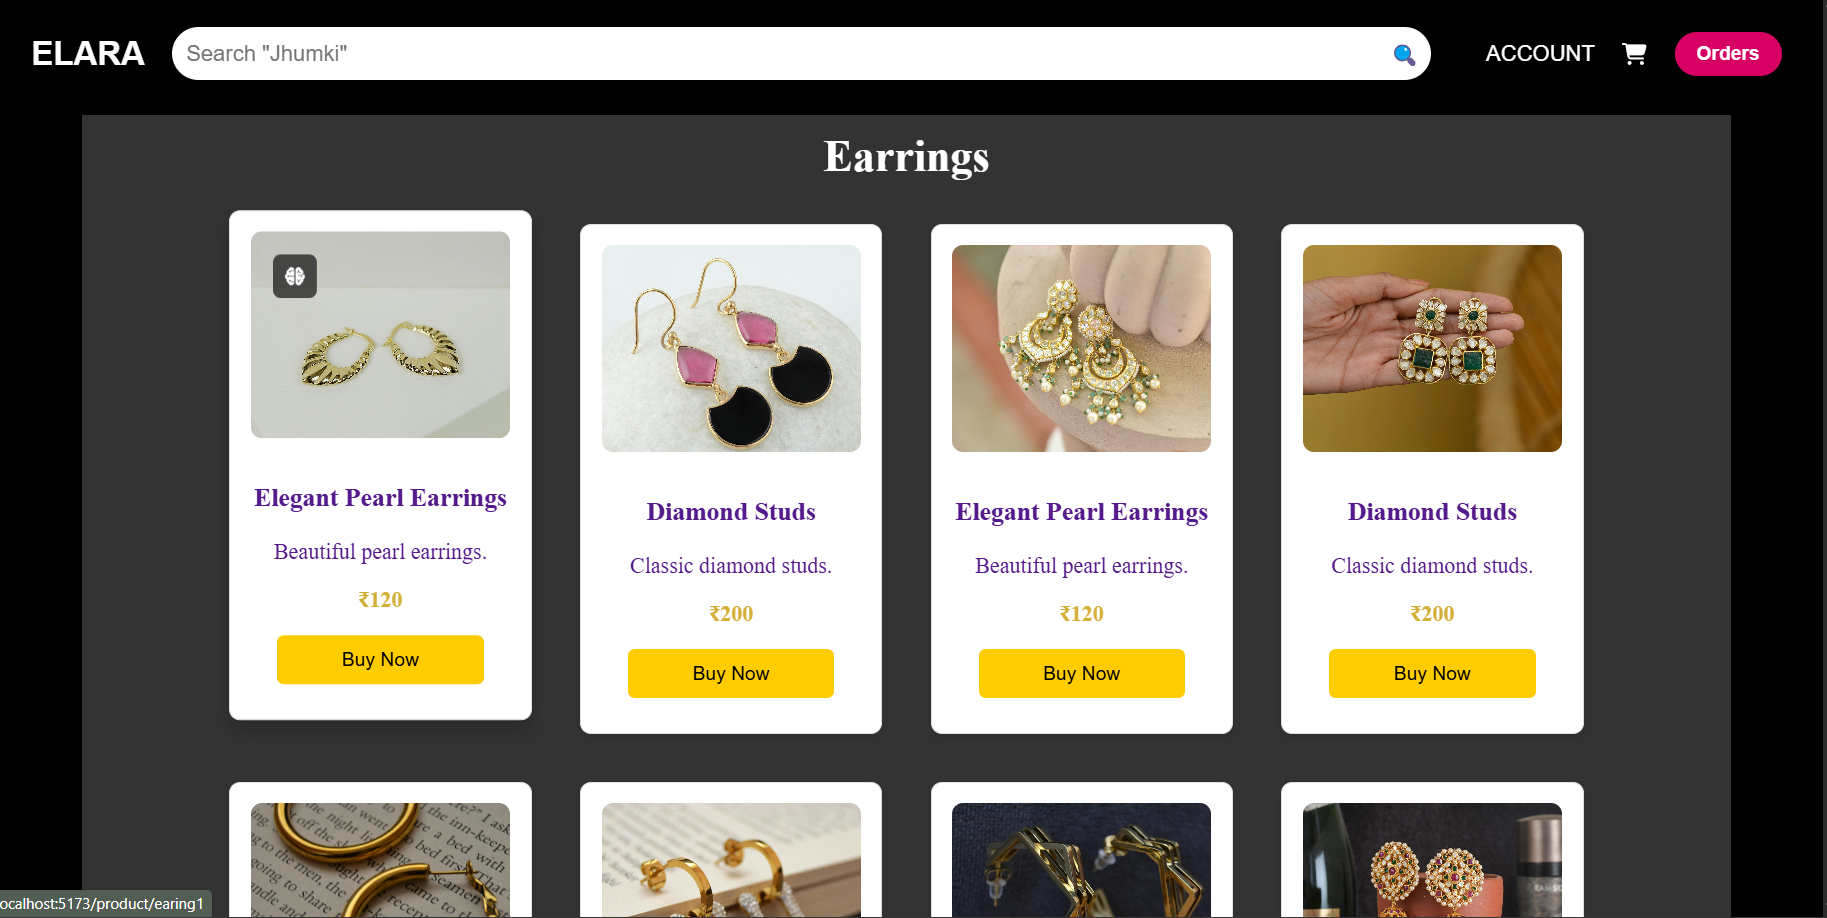 ELARA
Search "Jhumki"
ACCOUNT
Orders
Earrings
Elegant Pearl Earrings
Beautiful pearl earrings.
₹120
Buy Now
Diamond Studs
Classic diamond studs.
₹200
Buy Now
Elegant Pearl Earrings
Beautiful pearl earrings.
₹120
Buy Now
Diamond Studs
Classic diamond studs.
₹200
Buy Now
ocalhost:5173/product/earing1